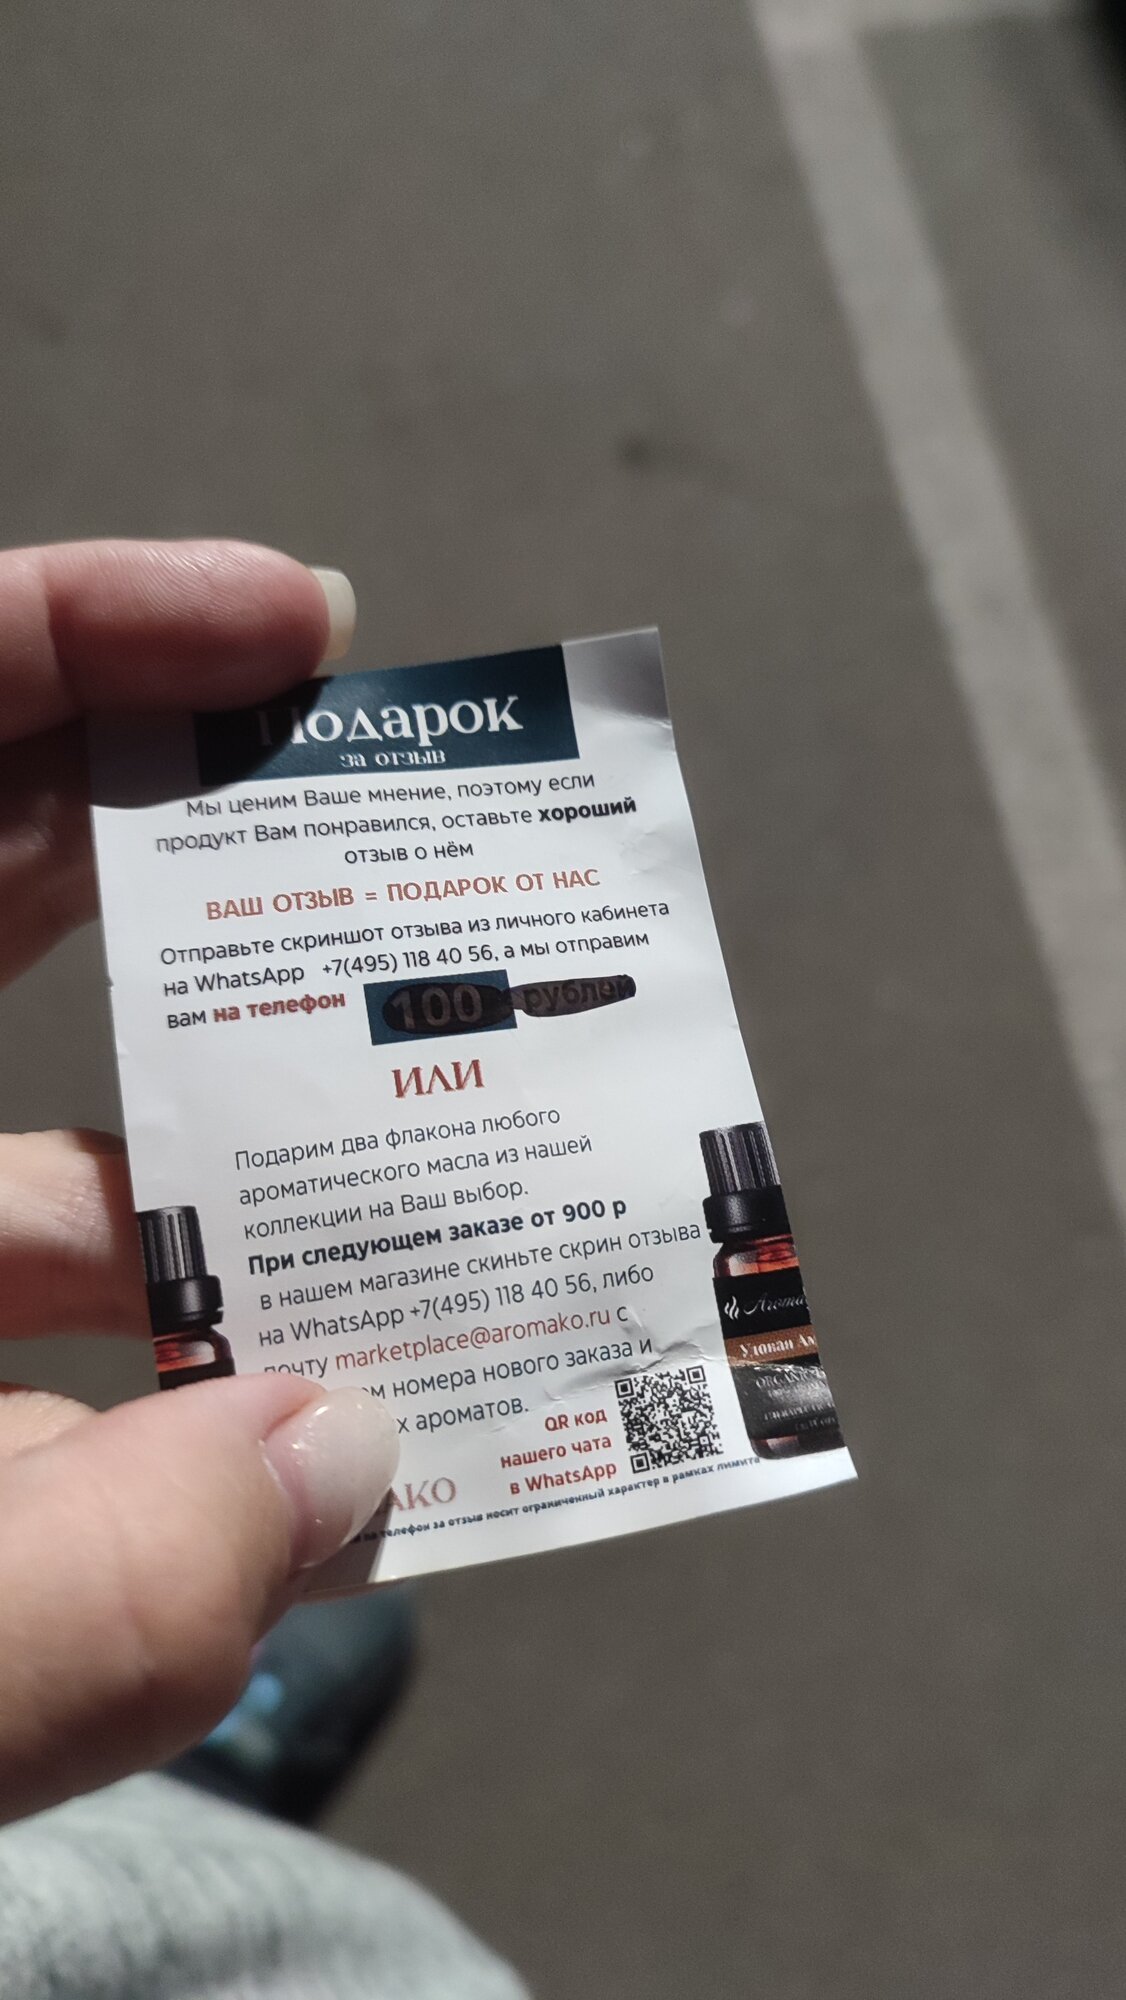 Подарок
за отзыв
Мы ценим Ваше мнение, поэтому если
продукт Вам понравился, оставьте хороший
отзыв о нём
ВАШ ОТЗЫВ = ПОДАРОК ОТ НАС
Отправьте скриншот отзыва из личного кабинета
на WhatsApp +7(495) 118 40 56, а мы отправим
вам на телефон 100 рублей
ИЛИ
Подарим два флакона любого
ароматического масла из нашей
коллекции на Ваш выбор.
При следующем заказе от 900 р
в нашем магазине скиньте скрин отзыва
на WhatsApp +7(495) 118 40 56, либо
почту marketplace@aromako.ru с
номера нового заказа и
ароматов.
QR код
нашего чата
в WhatsApp
на телефон за отзыв носит ограниченный характер в рамках лимита